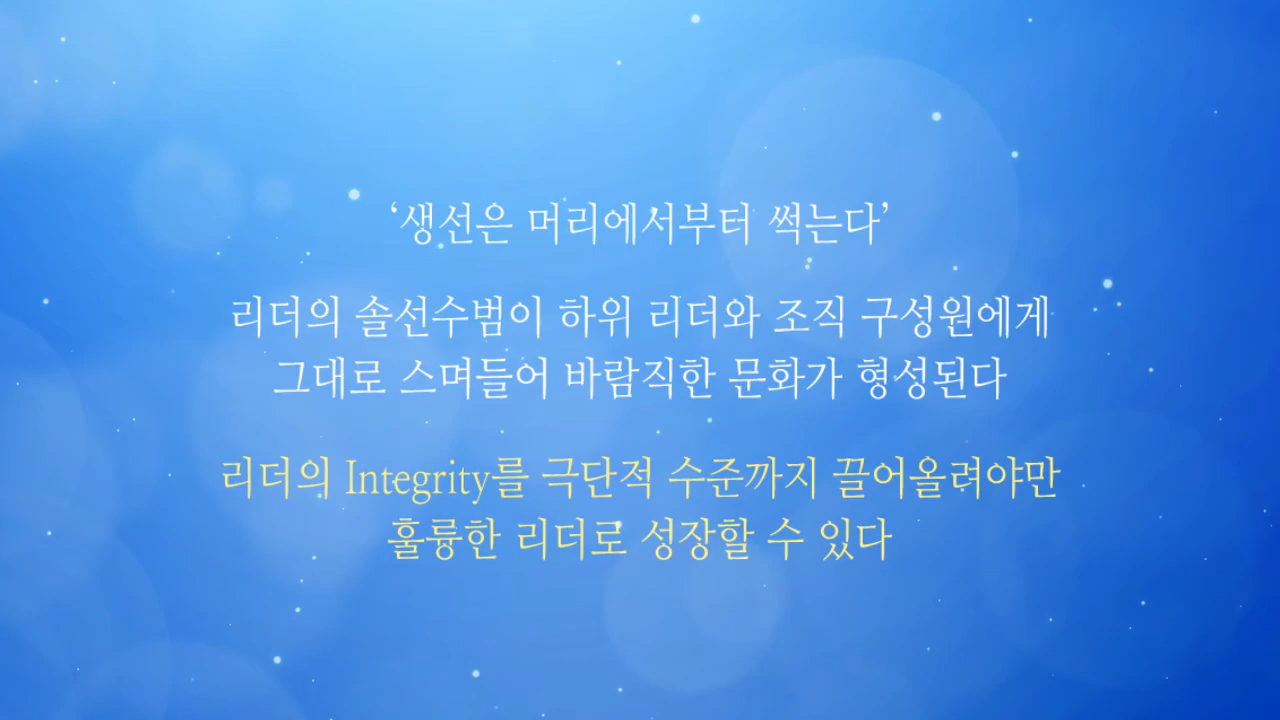 ‘생선은 머리에서부터 썩는다’
리더의 솔선수범이 하위 리더와 조직 구성원에게
그대로 스며들어 바람직한 문화가 형성된다
리더의 Integrity를 극단적 수준까지 끌어올려야만
훌륭한 리더로 성장할 수 있다